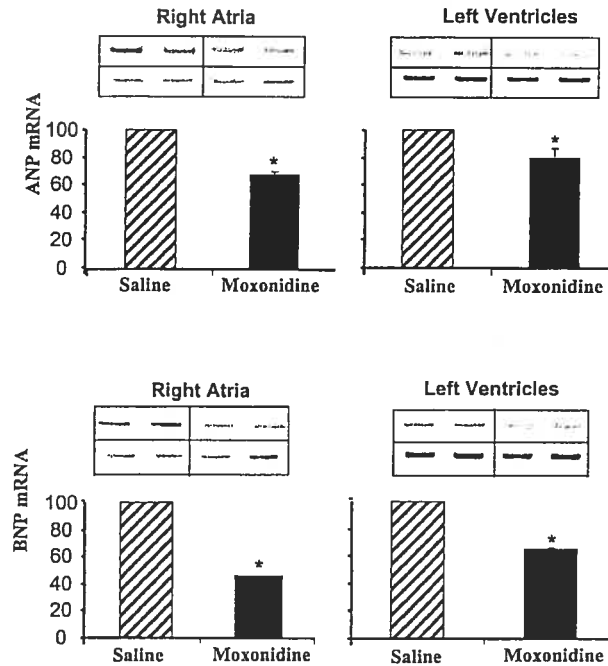 Right Atria
Left Ventricles
ANP mRNA
100
80
60
40
20
0
*
*
Saline
Moxonidine
Saline
Moxonidine
Right Atria
Left Ventricles
BNP mRNA
100
80
60
40
20
0
*
*
Saline
Moxonidine
Saline
Moxonidine